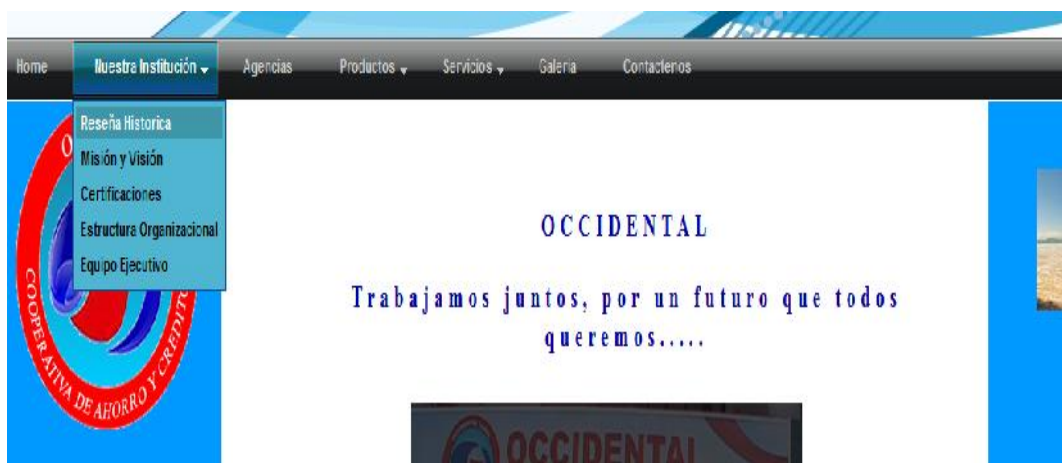 Home Nuestra Institución Agencias Productos Servicios Galeria Contactenos
Reseña Historica
Misión y Visión
Certificaciones
Estructura Organizacional
Equipo Ejecutivo
COOPERATIVA DE AHORRO Y CREDITO
OCCIDENTAL
Trabajamos juntos, por un futuro que todos
queremos.....
OCCIDENTAL